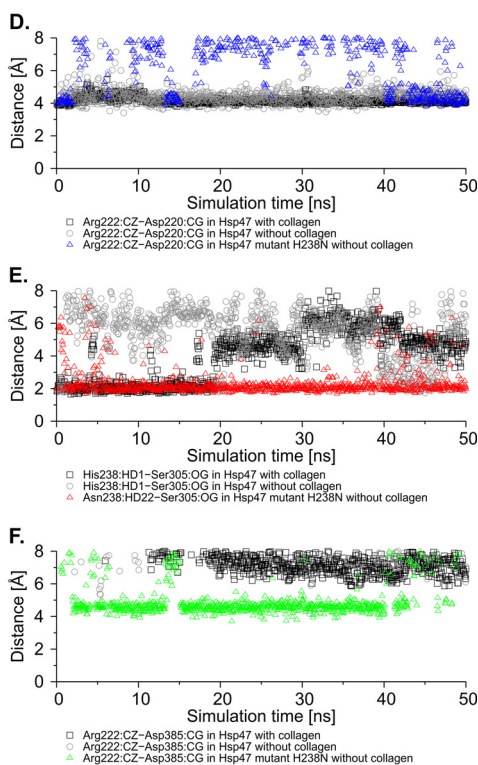 D.
8
6
4
2
0
Distance [Å]
0 10 20 30 40 50
Simulation time [ns]
Arg222:CZ–Asp220:CG in Hsp47 with collagen
Arg222:CZ–Asp220:CG in Hsp47 without collagen
Arg222:CZ–Asp220:CG in Hsp47 mutant H238N without collagen
E.
8
6
4
2
0
Distance [Å]
0 10 20 30 40 50
Simulation time [ns]
His238:HD1–Ser305:OG in Hsp47 with collagen
His238:HD1–Ser305:OG in Hsp47 without collagen
Asn238:HD22–Ser305:OG in Hsp47 mutant H238N without collagen
F.
8
6
4
2
0
Distance [Å]
0 10 20 30 40 50
Simulation time [ns]
Arg222:CZ–Asp385:CG in Hsp47 with collagen
Arg222:CZ–Asp385:CG in Hsp47 without collagen
Arg222:CZ–Asp385:CG in Hsp47 mutant H238N without collagen